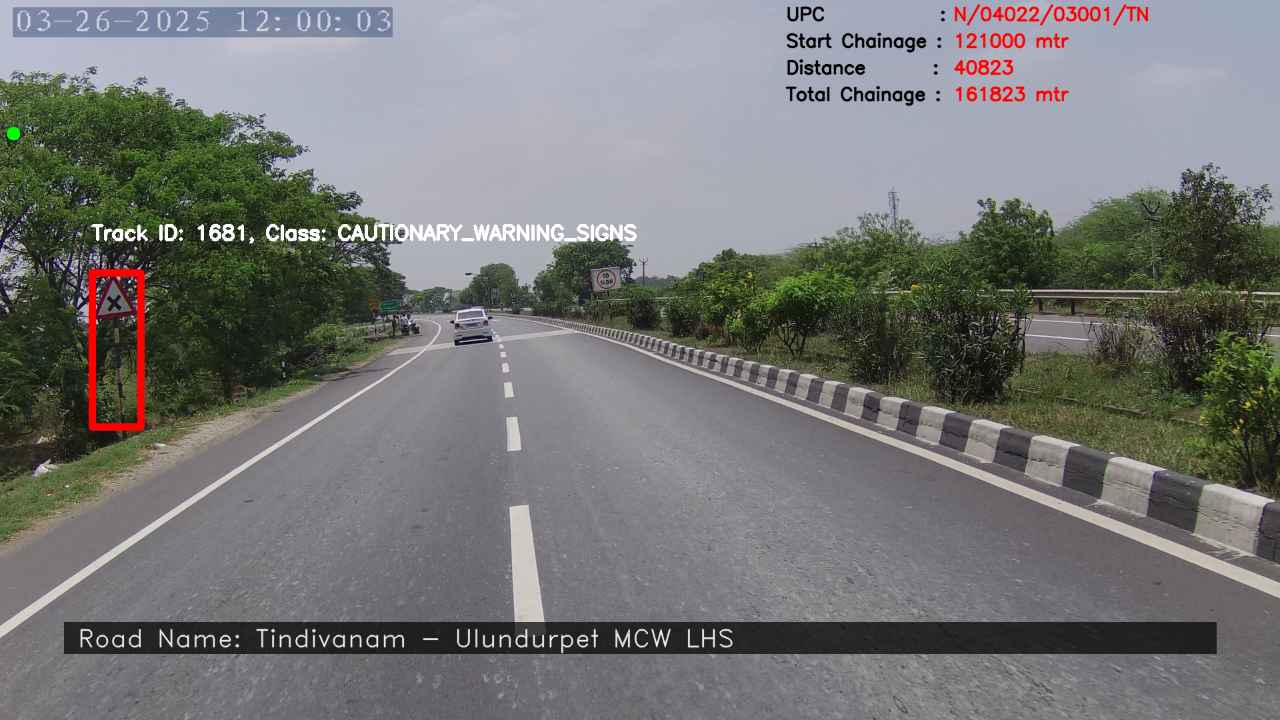 03-26-2025 12:00:03
UPC : N/04022/03001/TN
Start Chainage : 121000 mtr
Distance : 40823
Total Chainage : 161823 mtr
Track ID: 1681, Class: CAUTIONARY_WARNING_SIGNS
Road Name: Tindivanam - Ulundurpet MCW LHS